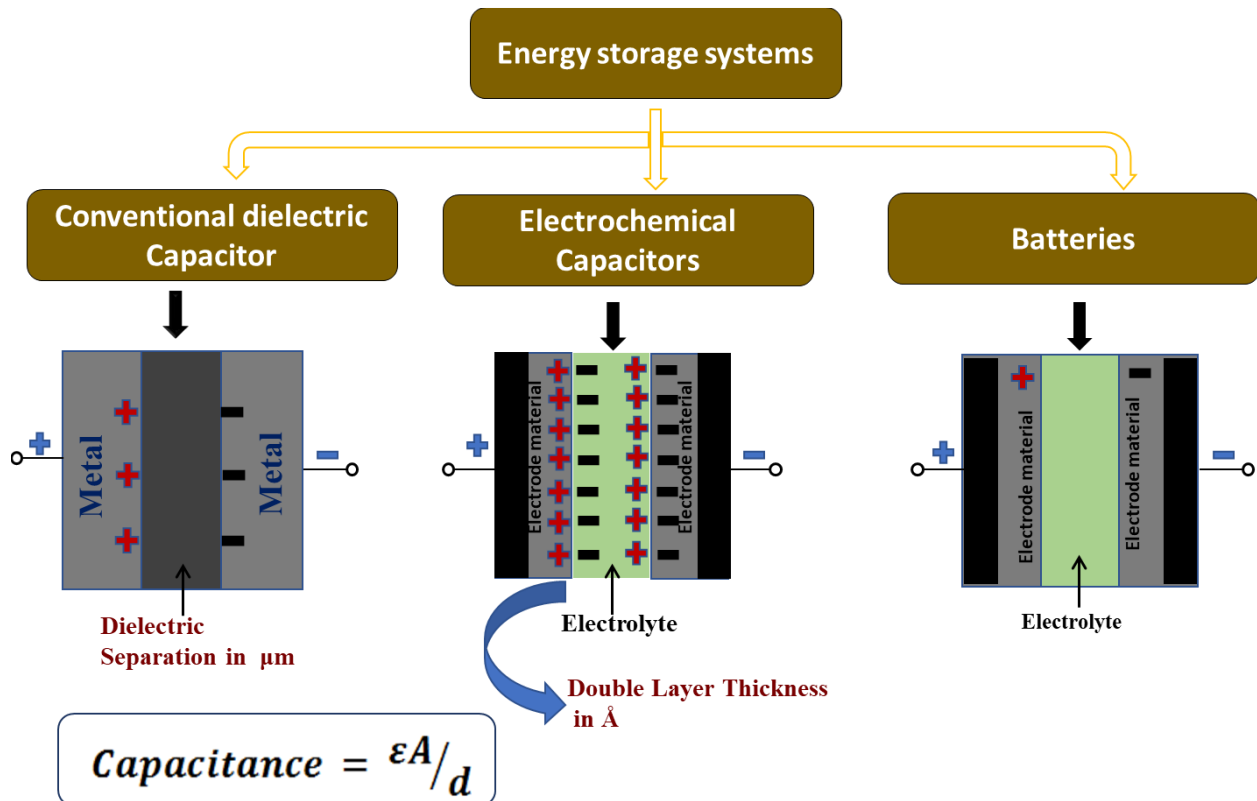 Energy storage systems
Conventional dielectric
Capacitor
Electrochemical
Capacitors
Batteries
Metal
Metal
+
−
Dielectric
Separation in µm
Electrode material
Electrode material
+
−
Electrolyte
Double Layer Thickness
in Å
Electrode material
Electrode material
+
−
Electrolyte
Capacitance = εA/d